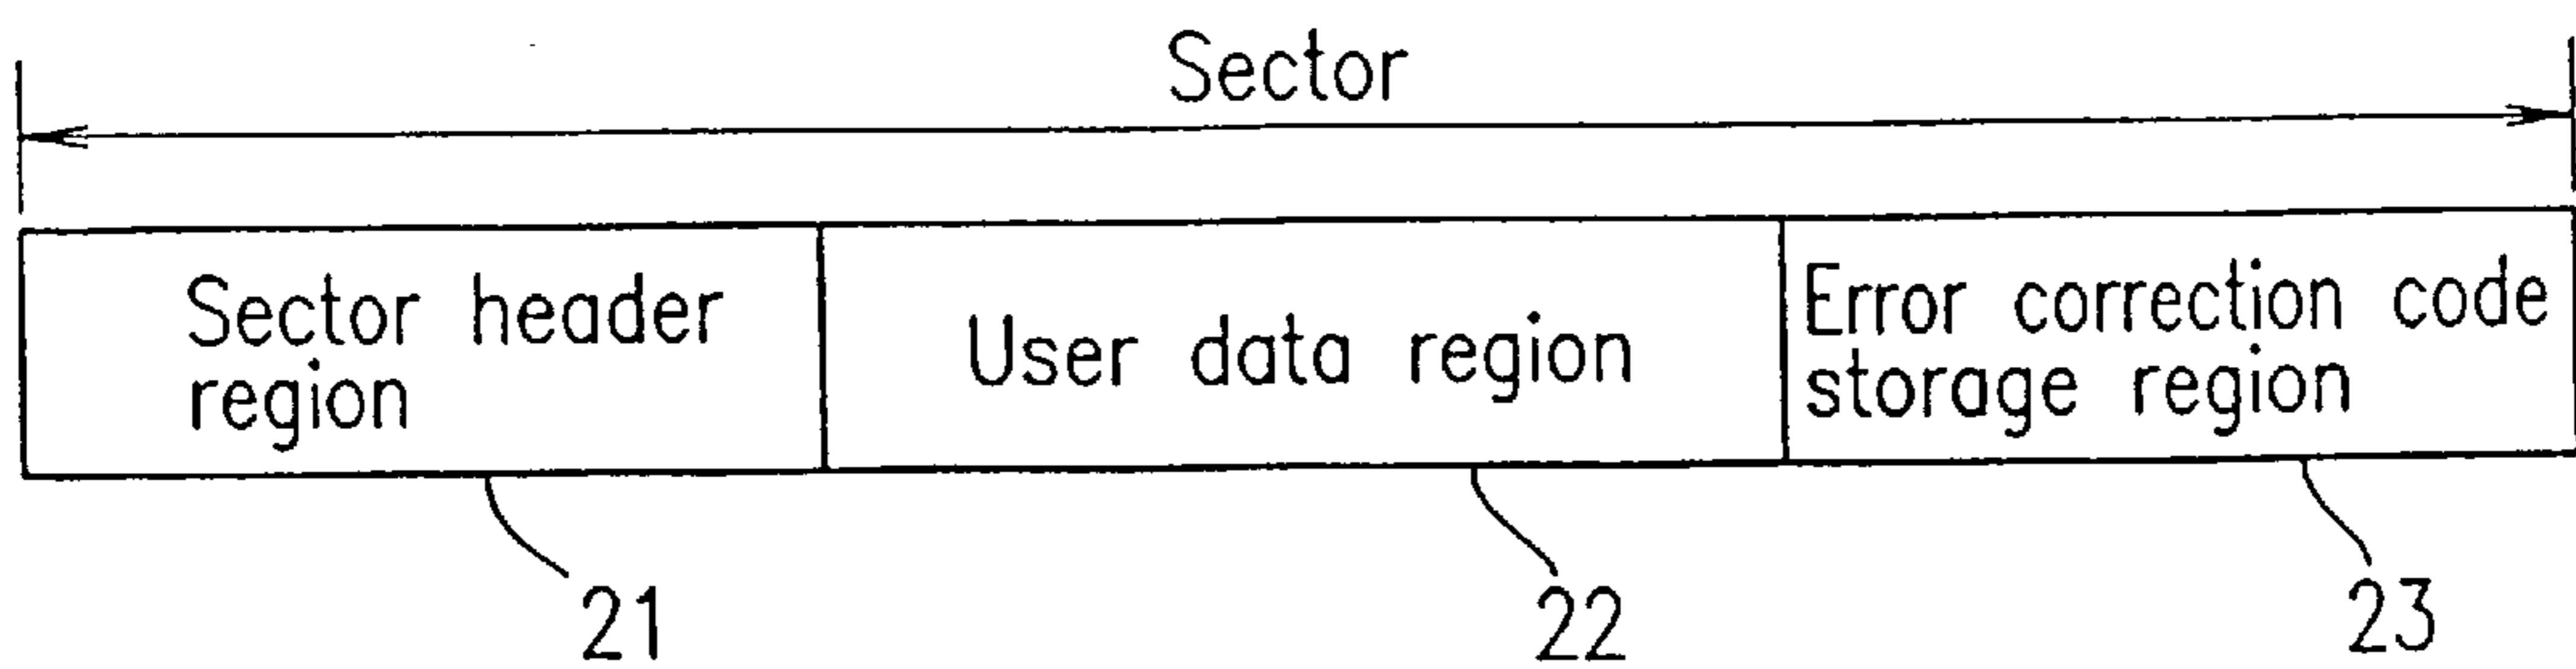 Sector
Sector header
region
User data region
Error correction code
storage region
21
22
23